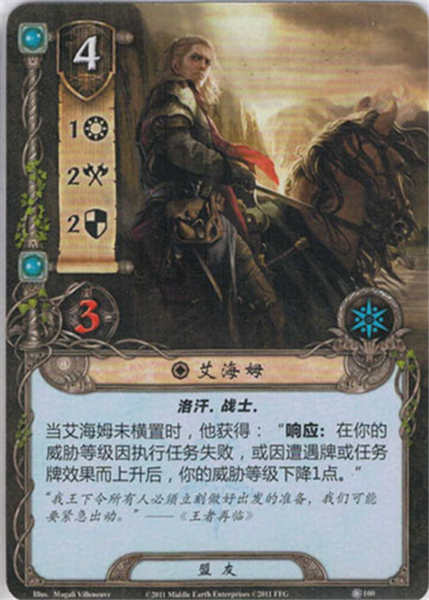 4
1
2
2
3
艾海姆
洛汗. 战士.
当艾海姆未横置时，他获得：“响应：在你的
威胁等级因执行任务失败，或因遭遇牌或任务
牌效果而上升后，你的威胁等级下降1点。”
“我王下令所有人必须立刻做好出发的准备，我们可能
要紧急出动。”——《王者再临》
盟友
Illus. Magali Villeneuve ©2011 Middle Earth Enterprises ©2011 FFG 100